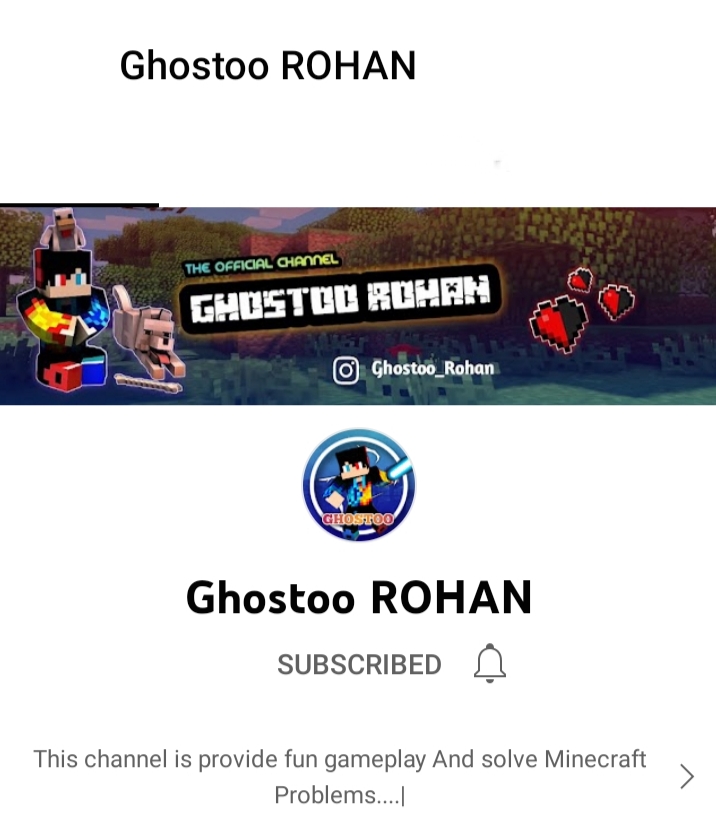 Ghostoo ROHAN
THE OFFICIAL CHANNEL
GHOSTOO ROHAN
Ghostoo_Rohan
GHOSTOO
Ghostoo ROHAN
SUBSCRIBED
This channel is provide fun gameplay And solve Minecraft
Problems....|